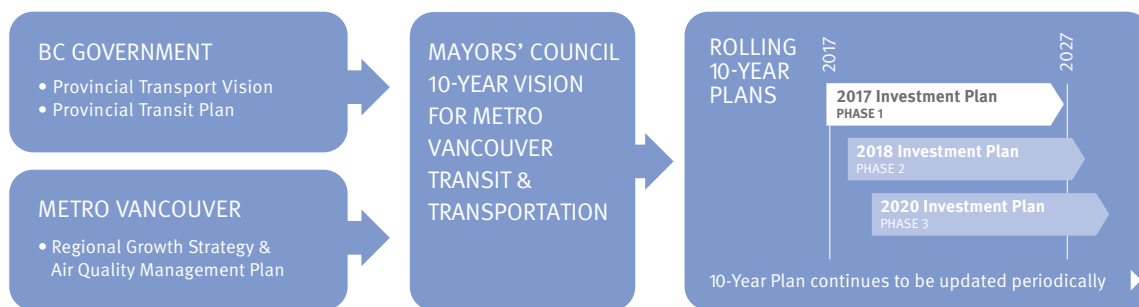 BC GOVERNMENT
• Provincial Transport Vision
• Provincial Transit Plan
METRO VANCOUVER
• Regional Growth Strategy &
Air Quality Management Plan
MAYORS’ COUNCIL
10-YEAR VISION
FOR METRO
VANCOUVER
TRANSIT &
TRANSPORTATION
ROLLING
10-YEAR
PLANS
2017
2027
2017 Investment Plan
PHASE 1
2018 Investment Plan
PHASE 2
2020 Investment Plan
PHASE 3
10-Year Plan continues to be updated periodically